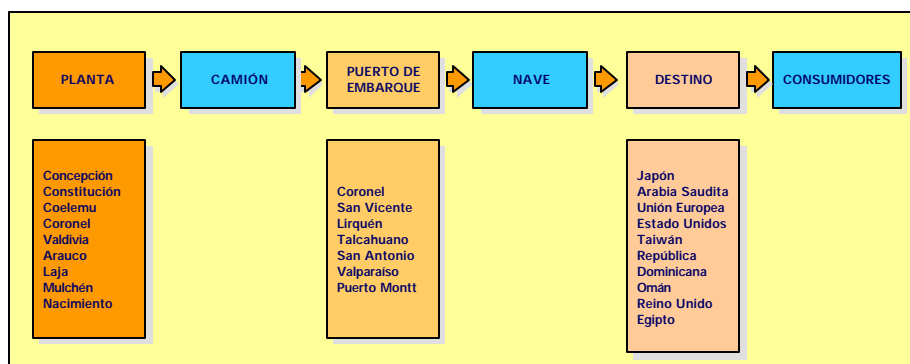 PLANTA
CAMIÓN
PUERTO DE
EMBARQUE
NAVE
DESTINO
CONSUMIDORES
Concepción
Constitución
Coelemu
Coronel
Valdivia
Arauco
Laja
Mulchén
Nacimiento
Coronel
San Vicente
Lirquén
Talcahuano
San Antonio
Valparaíso
Puerto Montt
Japón
Arabia Saudita
Unión Europea
Estado Unidos
Taiwán
República
Dominicana
Omán
Reino Unido
Egipto